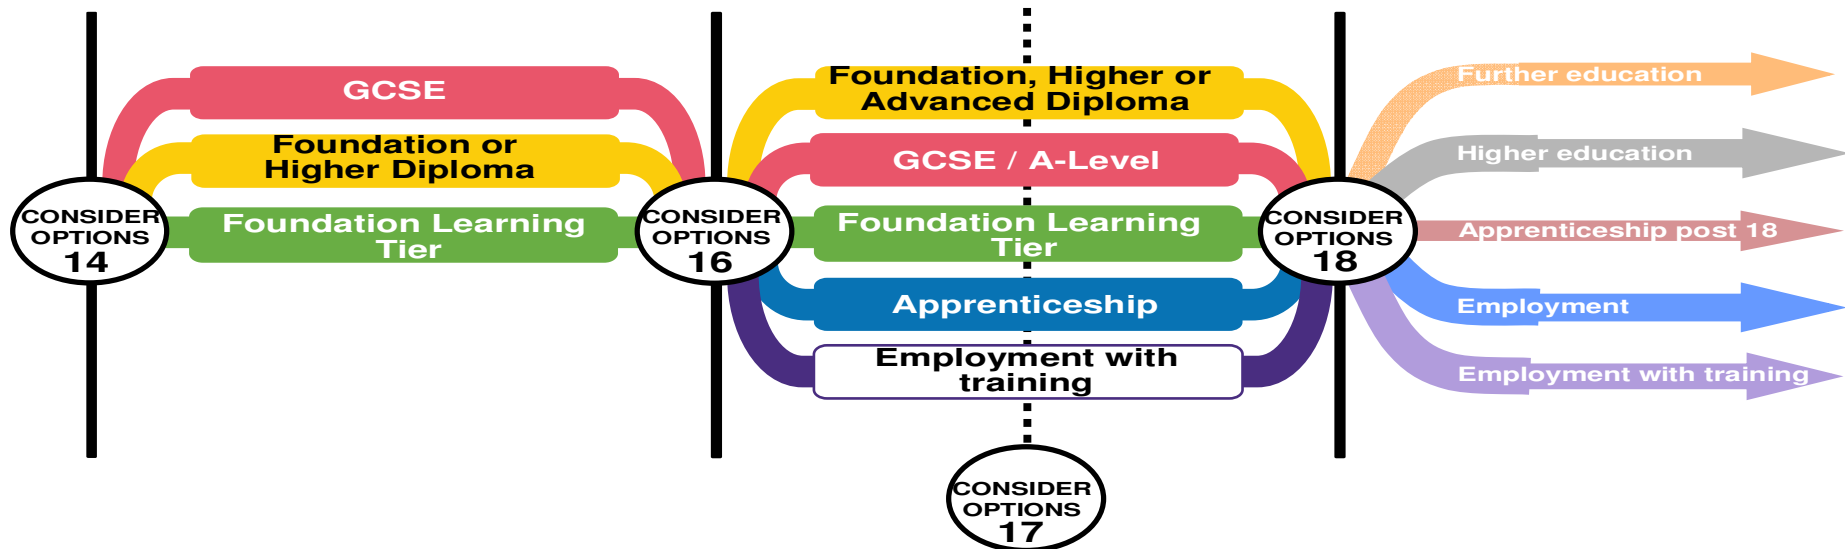 GCSE
Foundation or
Higher Diploma
Foundation Learning
Tier
CONSIDER
OPTIONS
14
CONSIDER
OPTIONS
16
Foundation, Higher or
Advanced Diploma
GCSE / A-Level
Foundation Learning
Tier
Apprenticeship
Employment with
training
CONSIDER
OPTIONS
17
CONSIDER
OPTIONS
18
Further education
Higher education
Apprenticeship post 18
Employment
Employment with training